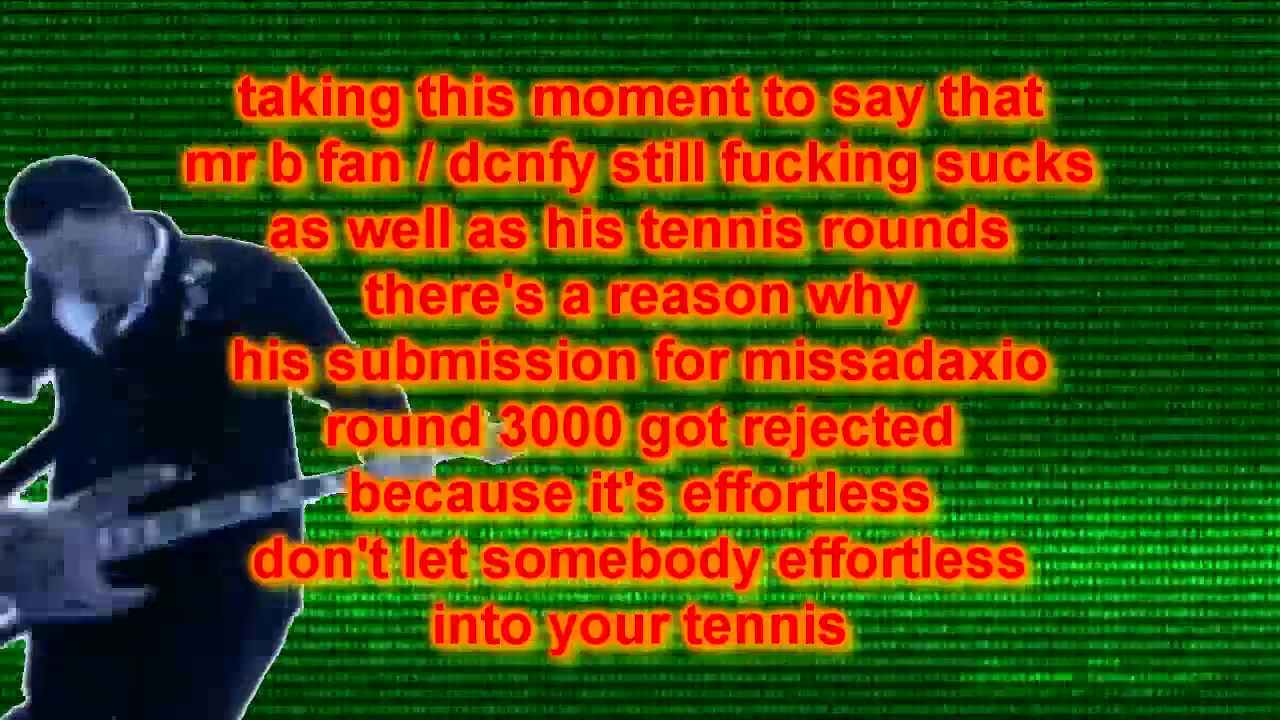 taking this moment to say that
mr b fan / dcnfy still fucking sucks
as well as his tennis rounds
there's a reason why
his submission for missadaxio
round 3000 got rejected
because it's effortless
don't let somebody effortless
into your tennis